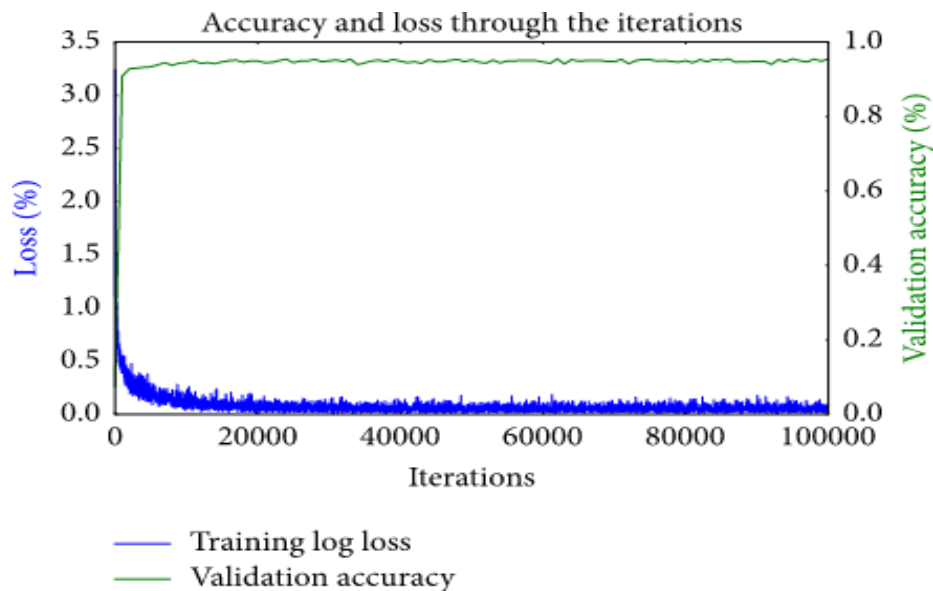 Accuracy and loss through the iterations
3.5
3.0
2.5
2.0
1.5
1.0
0.5
0.0
Loss (%)
1.0
0.8
0.6
0.4
0.2
0.0
Validation accuracy (%)
0 20000 40000 60000 80000 100000
Iterations
Training log loss
Validation accuracy